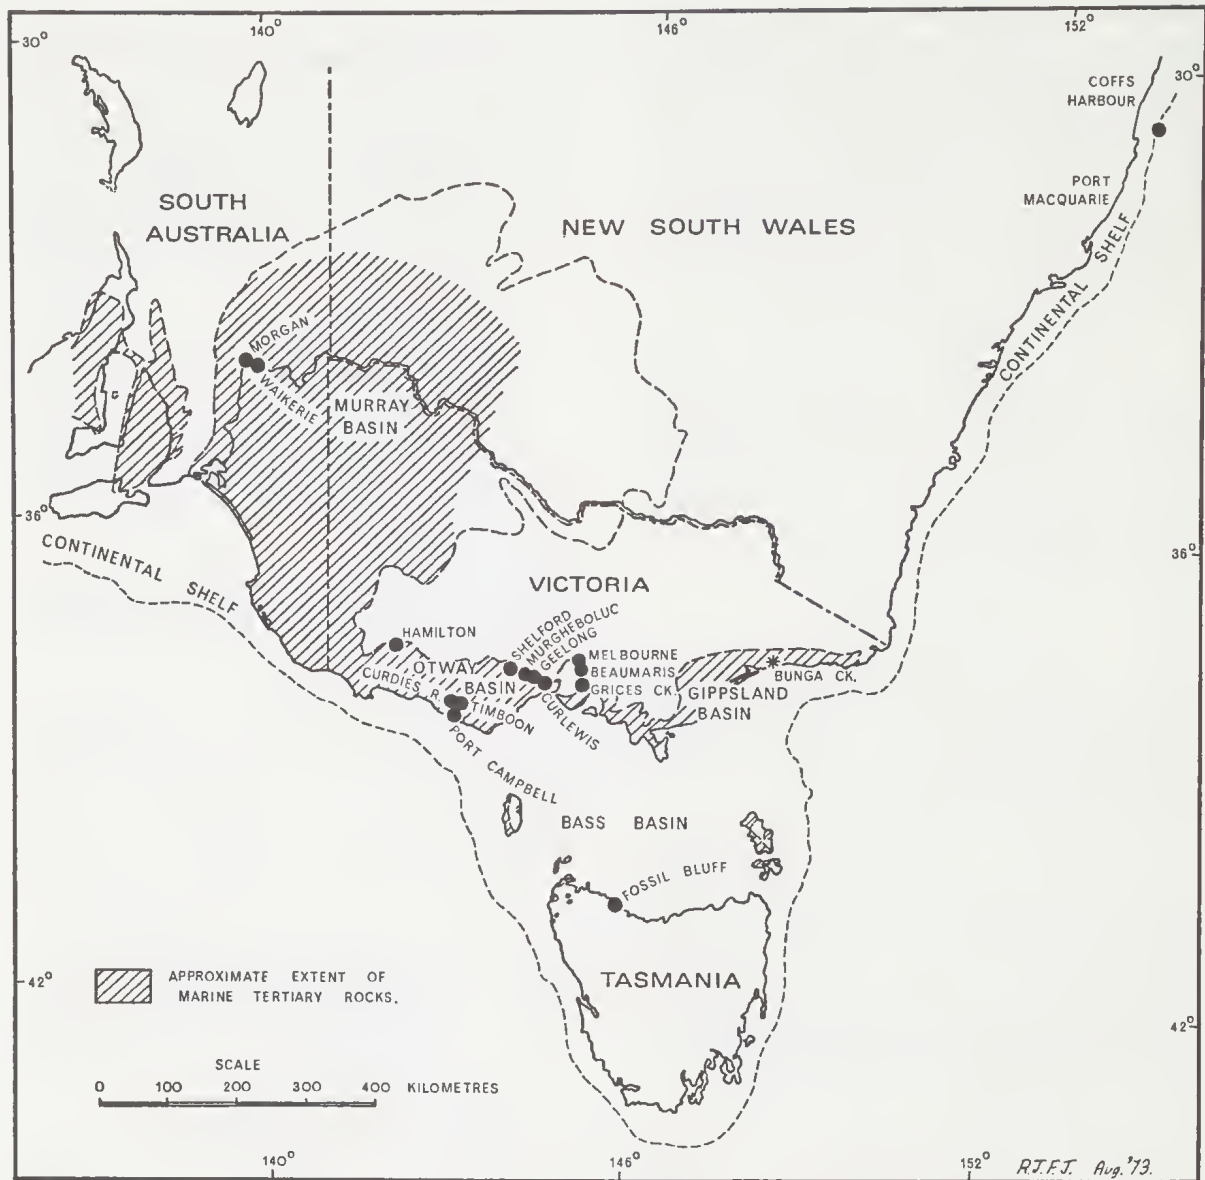 140°
146°
152°
30°
30°
COFFS
HARBOUR
PORT
MACQUARIE
SOUTH
AUSTRALIA
NEW SOUTH WALES
CONTINENTAL SHELF
MORGAN
WAIKERIE
MURRAY
BASIN
36°
36°
CONTINENTAL SHELF
VICTORIA
HAMILTON
SHELFORD
MURGHEBOLUC
GEELONG
MELBOURNE
BEAUMARIS
GRICES CK.
BUNGA CK.
OTWAY
BASIN
CURDIES R.
TIMBOON
CURLEWIS
GIPPSLAND
BASIN
PORT CAMPBELL
BASS BASIN
FOSSIL BLUFF
TASMANIA
42°
42°
APPROXIMATE EXTENT OF
MARINE TERTIARY ROCKS.
SCALE
0 100 200 300 400 KILOMETRES
140°
146°
152°
R.J.F.J. Aug.'73.